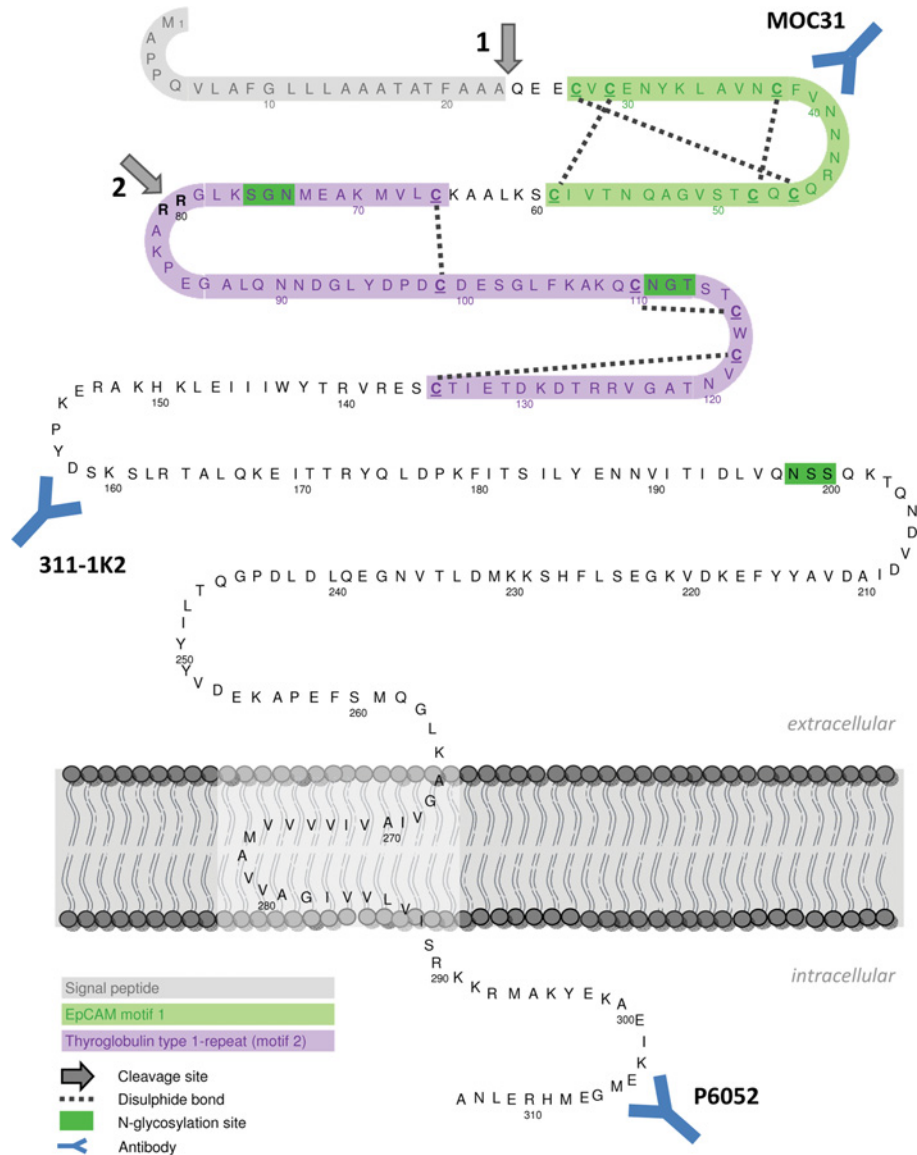 MOC31
1
M 1
A
P
P
Q V L A F G L L L A A A T A T F A A A Q E E C V C E N Y K L A V N C F V N N N R Q
10 20 30 40
2
R R G L K S G N M E A K M V L C K A A L K S C I V T N Q A G V S T C Q C
80 70 60 50
A K P E G A L Q N N D G L Y D P D C D E S G L F K A K Q C N G T S T C W C V N
90 100 110 120
E R A K H K L E I I I W Y T R V R E S C T I E T D K D T R R V G A T
150 140 130
K P Y D S K S L R T A L Q K E I T T R Y Q L D P K F I T S I L Y E N N V I T I D L V Q N S S Q K T Q N D V D
160 170 180 190 200
311-1K2
T Q G P D L D L Q E G N V T L D M K K S H F L S E G K V D K E F Y Y A V D A I
240 230 220 210
L I Y Y V D E K A P E F S M Q G L K A G V
250 260
extracellular
M V V V V I V A I
270
A V V A G I V V L V I
280
S R K K R M A K Y E K A E I K E M
290 300
intracellular
A N L E R H M E G
310
P6052
Signal peptide
EpCAM motif 1
Thyroglobulin type 1-repeat (motif 2)
Cleavage site
Disulphide bond
N-glycosylation site
Antibody